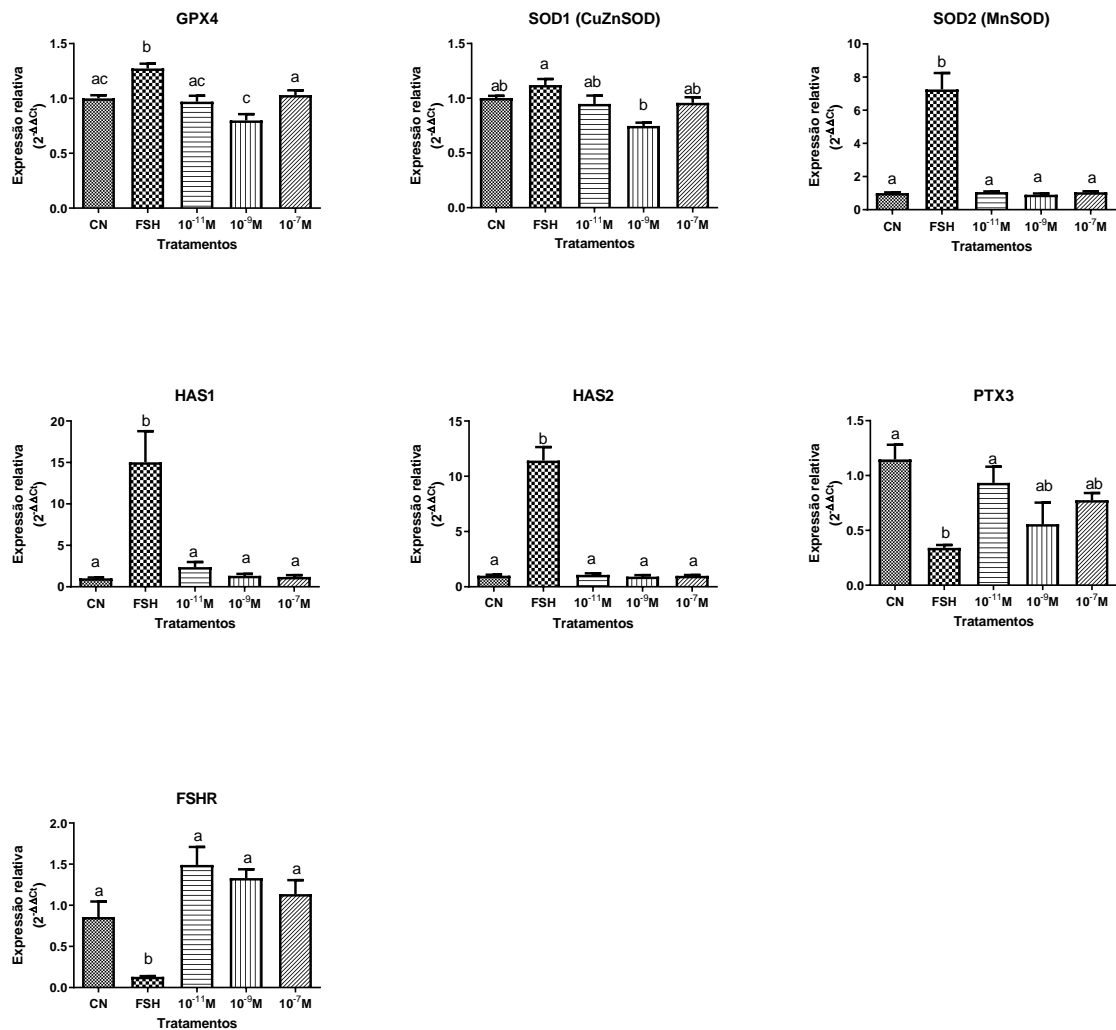 GPX4
Expressão relativa
(2-ΔΔCt)
1.5
1.0
0.5
0.0
ac
b
ac
c
a
CN FSH 10-11M 10-9M 10-7M
Tratamentos
SOD1 (CuZnSOD)
Expressão relativa
(2-ΔΔCt)
1.5
1.0
0.5
0.0
ab
a
ab
b
ab
CN FSH 10-11M 10-9M 10-7M
Tratamentos
SOD2 (MnSOD)
Expressão relativa
(2-ΔΔCt)
10
8
6
4
2
0
a
b
a
a
a
CN FSH 10-11M 10-9M 10-7M
Tratamentos
HAS1
Expressão relativa
(2-ΔΔCt)
20
15
10
5
0
a
b
a
a
a
CN FSH 10-11M 10-9M 10-7M
Tratamentos
HAS2
Expressão relativa
(2-ΔΔCt)
15
10
5
0
a
b
a
a
a
CN FSH 10-11M 10-9M 10-7M
Tratamentos
PTX3
Expressão relativa
(2-ΔΔCt)
1.5
1.0
0.5
0.0
a
b
a
ab
ab
CN FSH 10-11M 10-9M 10-7M
Tratamentos
FSHR
Expressão relativa
(2-ΔΔCt)
2.0
1.5
1.0
0.5
0.0
a
b
a
a
a
CN FSH 10-11M 10-9M 10-7M
Tratamentos